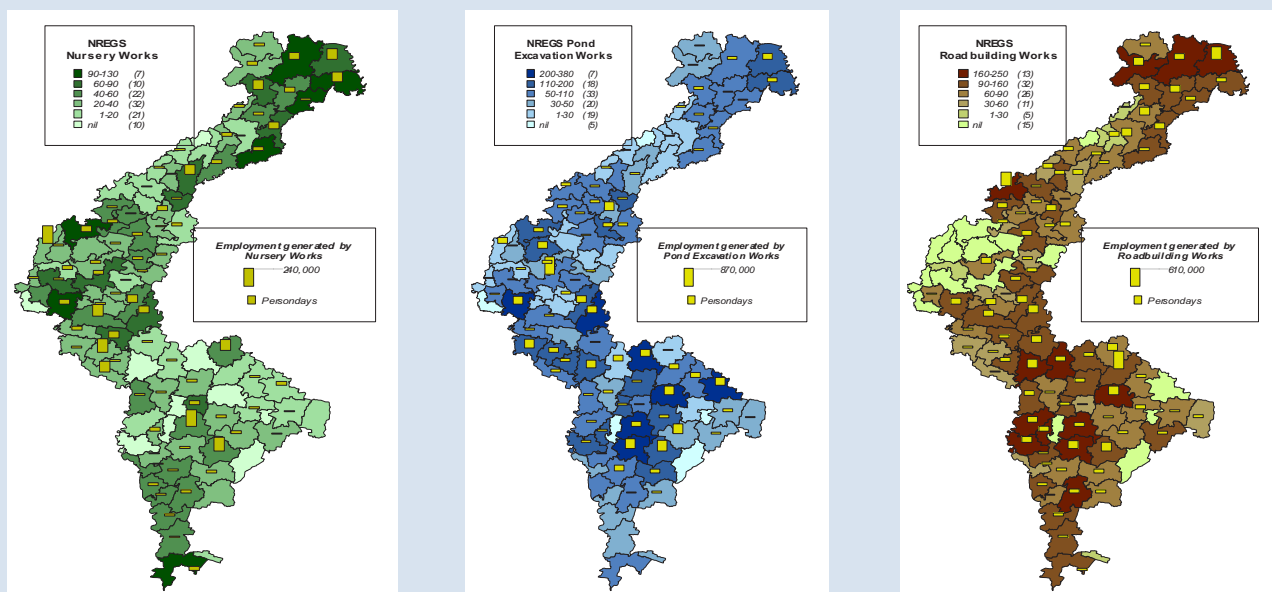 NREGS
Nursery Works
90-130 (7)
60-90 (10)
40-60 (22)
20-40 (32)
1-20 (21)
nil (10)
Employment generated by
Nursery Works
240,000
Persondays
NREGS Pond
Excavation Works
200-380 (7)
110-200 (18)
50-110 (33)
30-50 (20)
1-30 (19)
nil (5)
Employment generated by
Pond Excavation Works
870,000
Persondays
NREGS
Road building Works
160-250 (13)
90-160 (32)
60-90 (26)
30-60 (11)
1-30 (5)
nil (15)
Employment generated by
Roadbuilding Works
610,000
Persondays